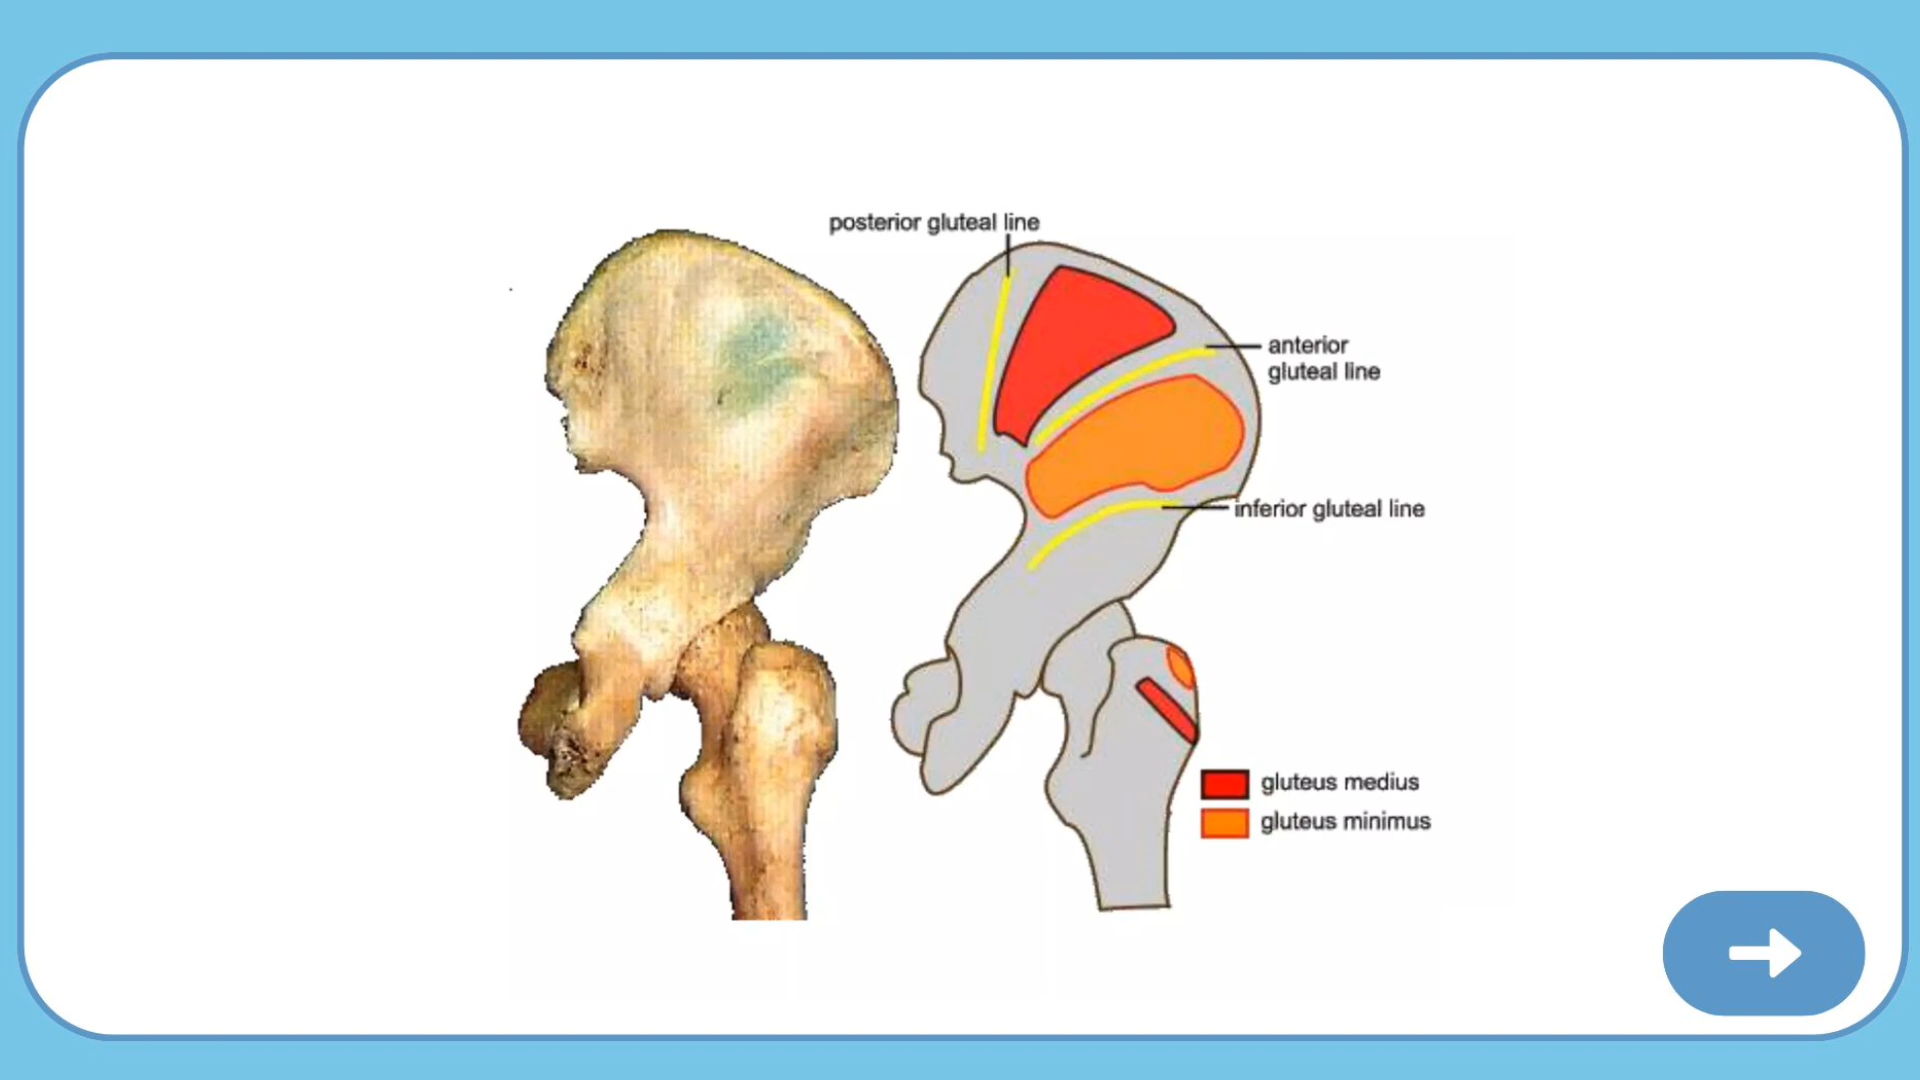 posterior gluteal line
anterior
gluteal line
inferior gluteal line
gluteus medius
gluteus minimus